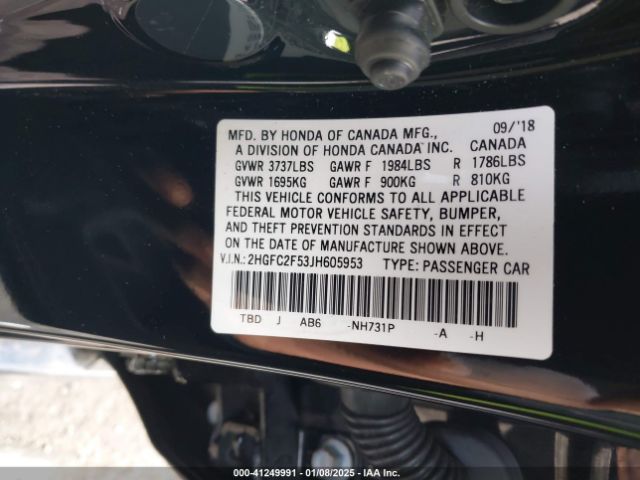 09/'18
MFD. BY HONDA OF CANADA MFG.,
A DIVISION OF HONDA CANADA INC. CANADA
GVWR 3737LBS GAWR F 1984LBS R 1786LBS
GVWR 1695KG GAWR F 900KG R 810KG
THIS VEHICLE CONFORMS TO ALL APPLICABLE
FEDERAL MOTOR VEHICLE SAFETY, BUMPER,
AND THEFT PREVENTION STANDARDS IN EFFECT
ON THE DATE OF MANUFACTURE SHOWN ABOVE.
V.I.N.: 2HGFC2F53JH605953 TYPE: PASSENGER CAR
TBD J AB6 -NH731P -A -H
000-41249991 - 01/08/2025 - IAA Inc.